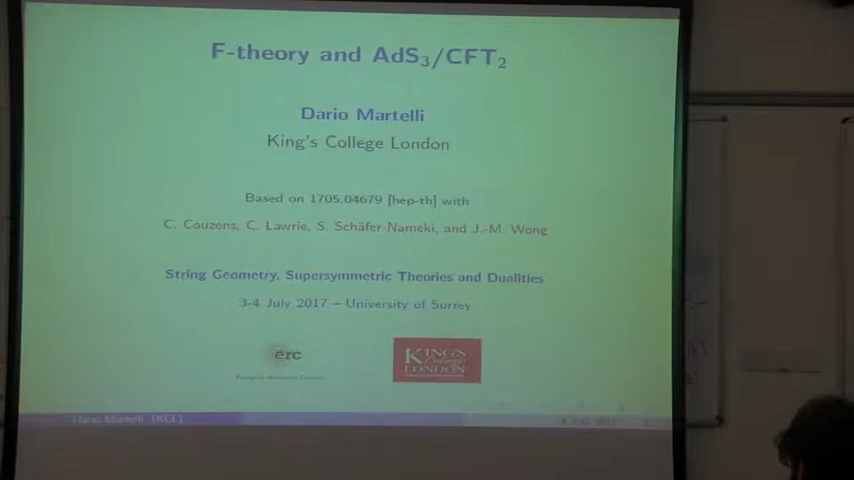 F-theory and AdS₃/CFT₂
Dario Martelli
King's College London
Based on 1705.04679 [hep-th] with
C. Couzens, C. Lawrie, S. Schäfer-Nameki, and J.-M. Wong
String Geometry, Supersymmetric Theories and Dualities
3-4 July 2017 – University of Surrey
erc
KING'S
College
LONDON
Dario Martelli (KCL)